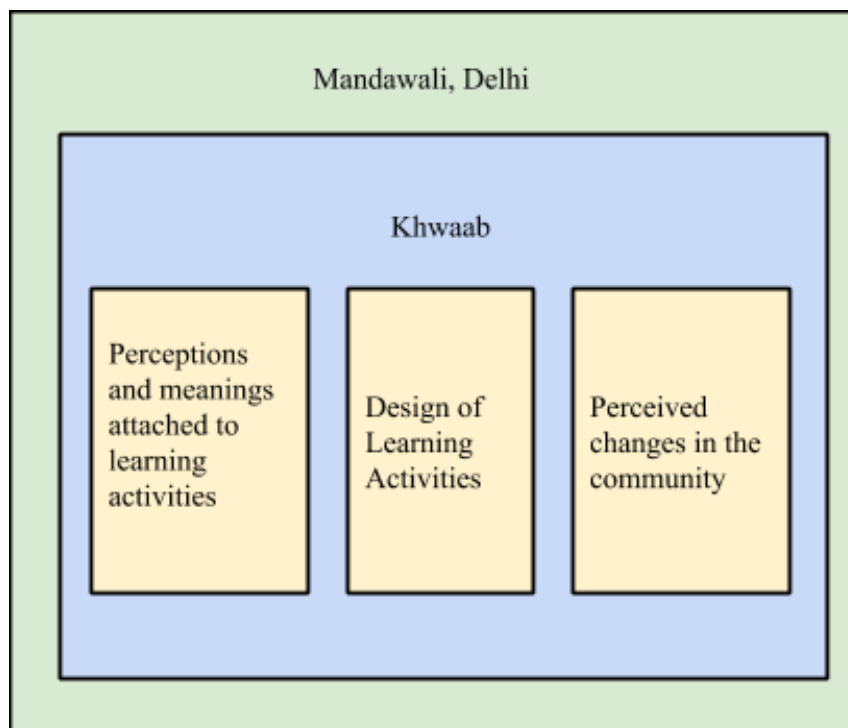 Mandawali, Delhi
Khwaab
Perceptions
and meanings
attached to
learning
activities
Design of
Learning
Activities
Perceived
changes in the
community